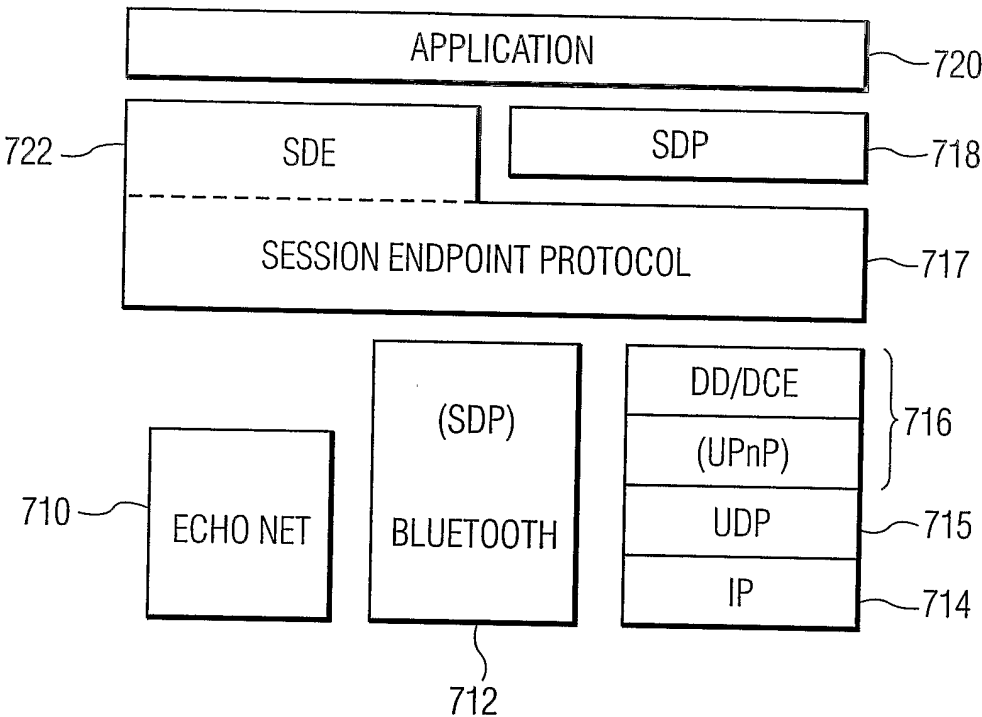 APPLICATION
720
722
SDE
SDP
718
SESSION ENDPOINT PROTOCOL
717
DD/DCE
(SDP)
716
(UPnP)
710
ECHO NET
BLUETOOTH
UDP
715
IP
714
712